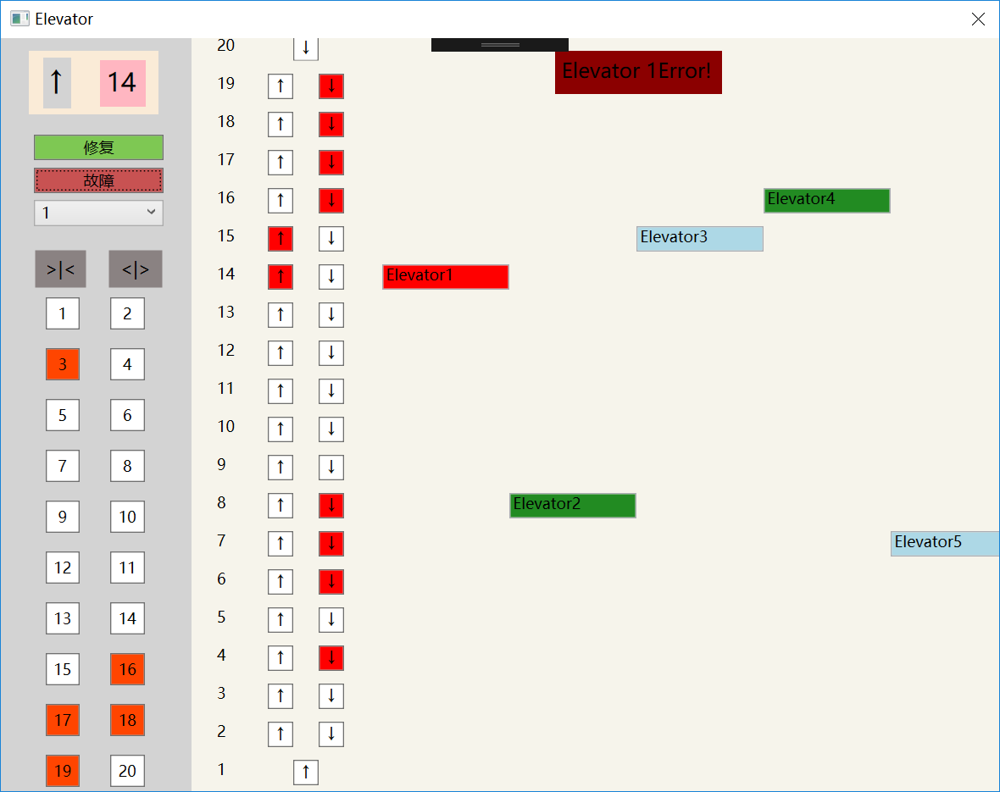 Elevator
↑ 14
修复
故障
1
>|< <|>
1 2
3 4
5 6
7 8
9 10
12 11
13 14
15 16
17 18
19 20
Elevator 1Error!
20 ↓
19 ↑ ↓
18 ↑ ↓
17 ↑ ↓
16 ↑ ↓ Elevator4
15 ↑ ↓ Elevator3
14 ↑ ↓ Elevator1
13 ↑ ↓
12 ↑ ↓
11 ↑ ↓
10 ↑ ↓
9 ↑ ↓
8 ↑ ↓ Elevator2
7 ↑ ↓ Elevator5
6 ↑ ↓
5 ↑ ↓
4 ↑ ↓
3 ↑ ↓
2 ↑ ↓
1 ↑